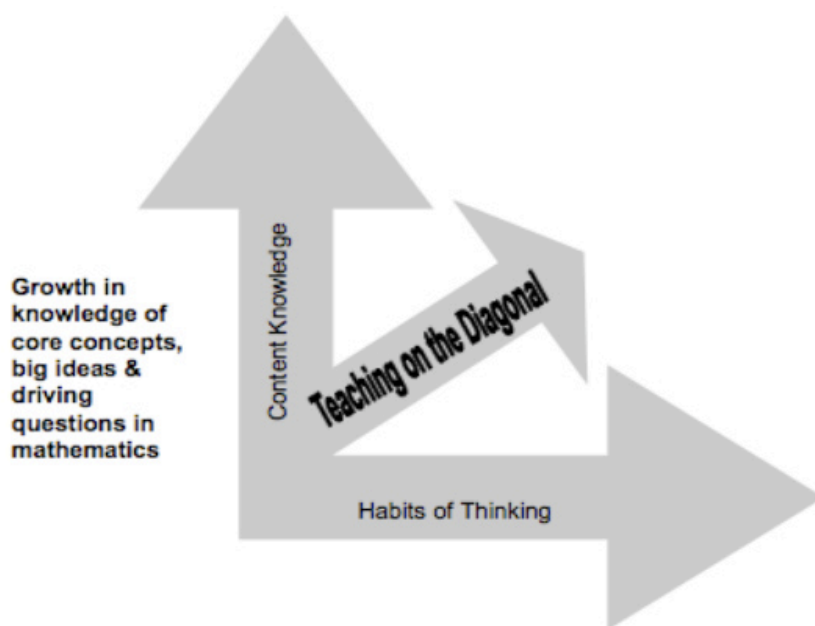 Growth in
knowledge of
core concepts,
big ideas &
driving
questions in
mathematics
Content Knowledge
Teaching on the Diagonal
Habits of Thinking